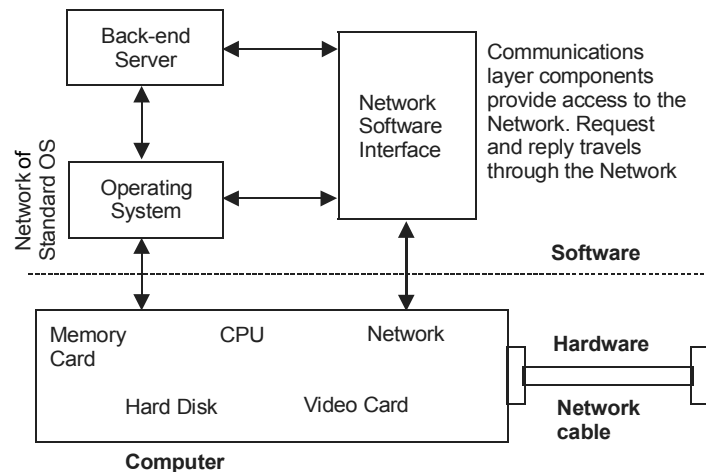 Back-end
Server
Communications
layer components
provide access to the
Network. Request
and reply travels
through the Network
Network
Software
Interface
Network of
Standard OS
Operating
System
Software
Memory
Card
CPU
Network
Hardware
Hard Disk
Video Card
Network
cable
Computer